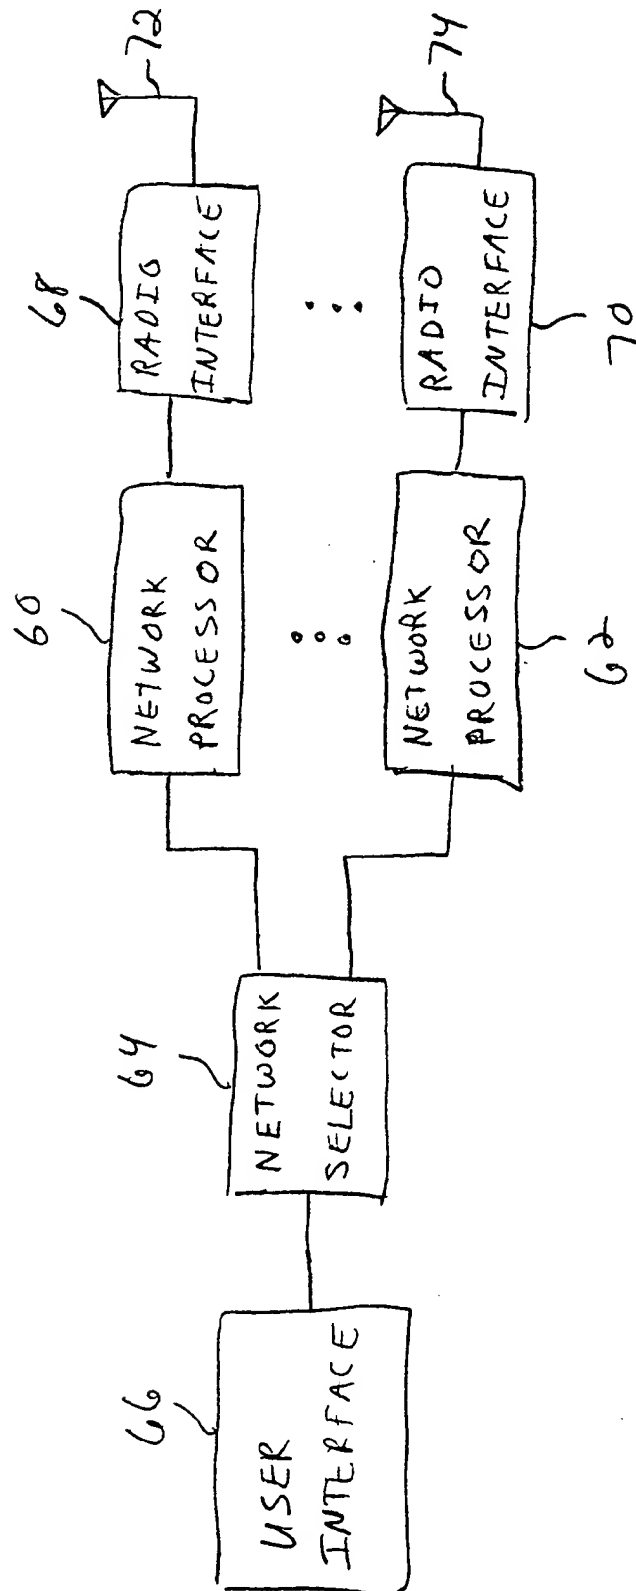 66
USER
INTERFACE
64
NETWORK
SELECTOR
60
NETWORK
PROCESSOR
68
RADIO
INTERFACE
72
NETWORK
PROCESSOR
62
RADIO
INTERFACE
70
74